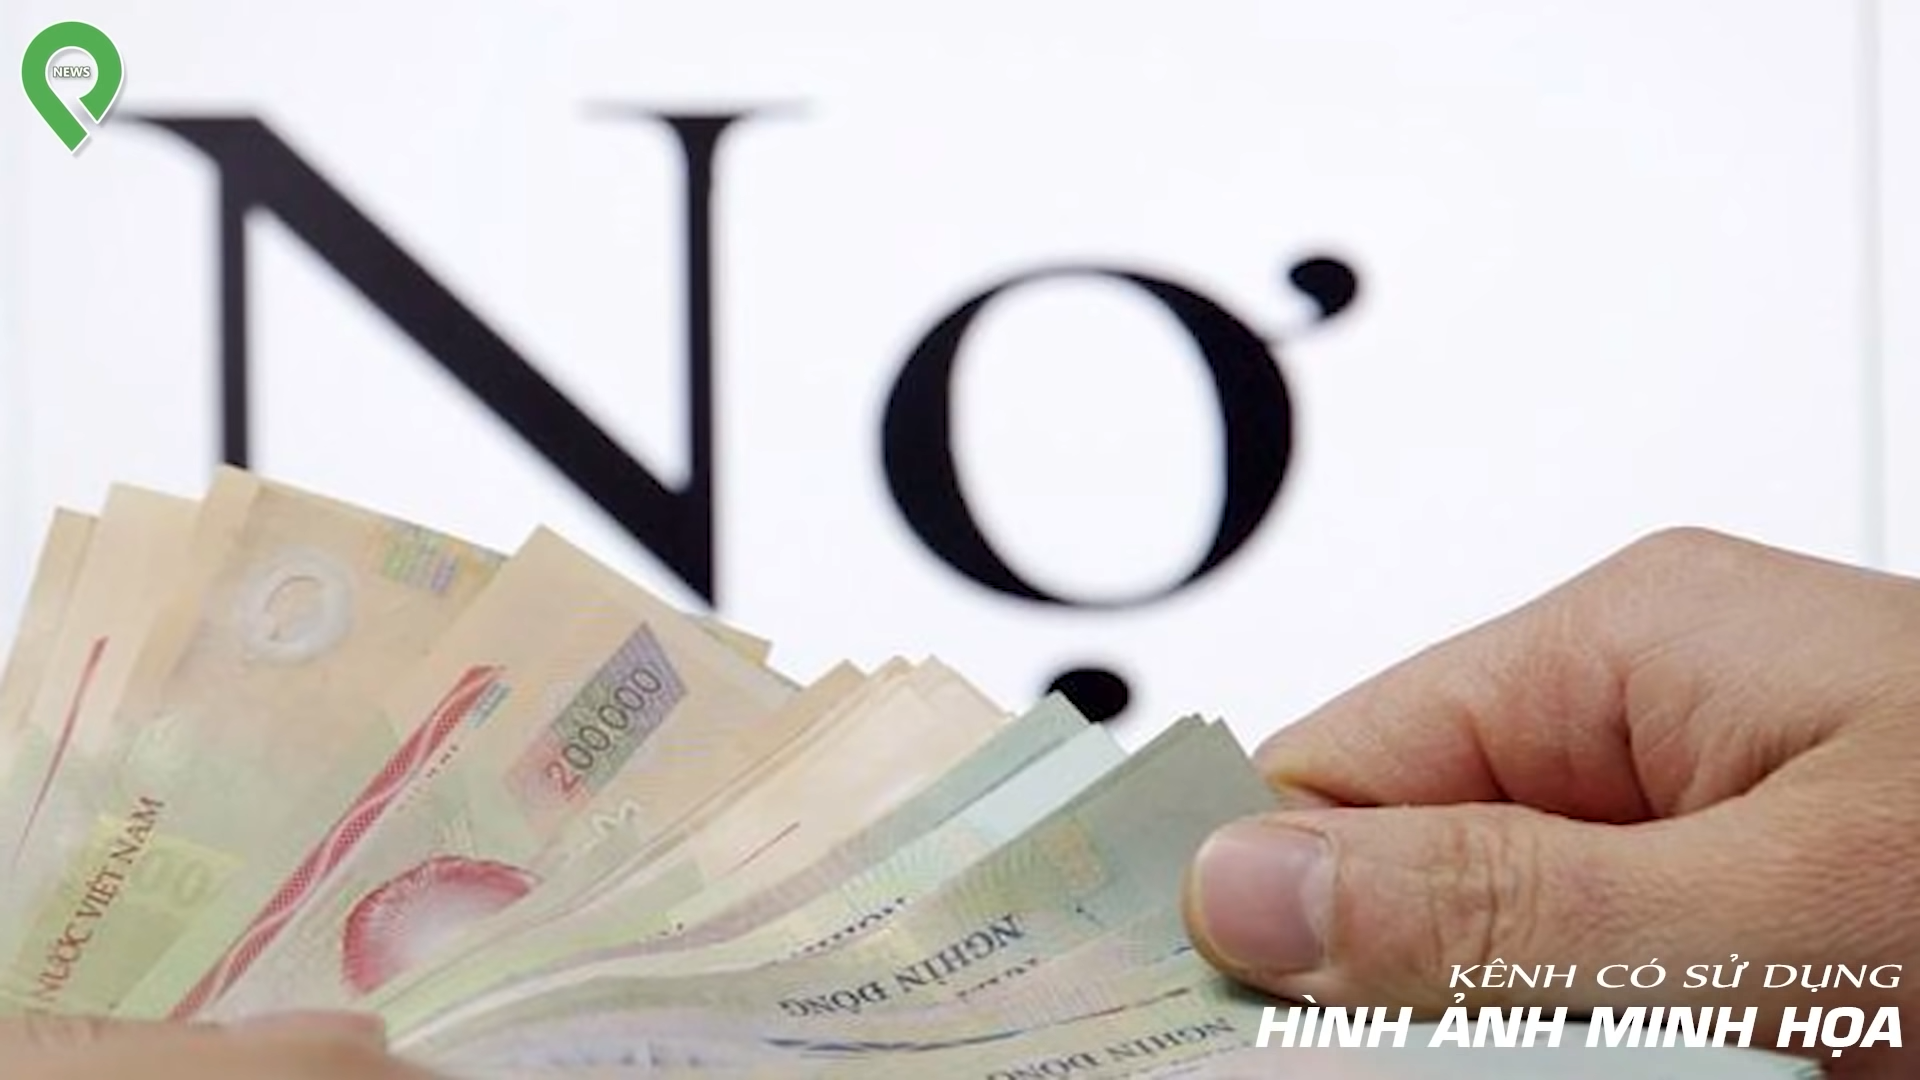 NEWS
Nợ
200000
NƯỚC VIỆT NAM
NGHÌN ĐỒNG
NGHÌN ĐỒNG
KÊNH CÓ SỬ DỤNG
HÌNH ẢNH MINH HỌA